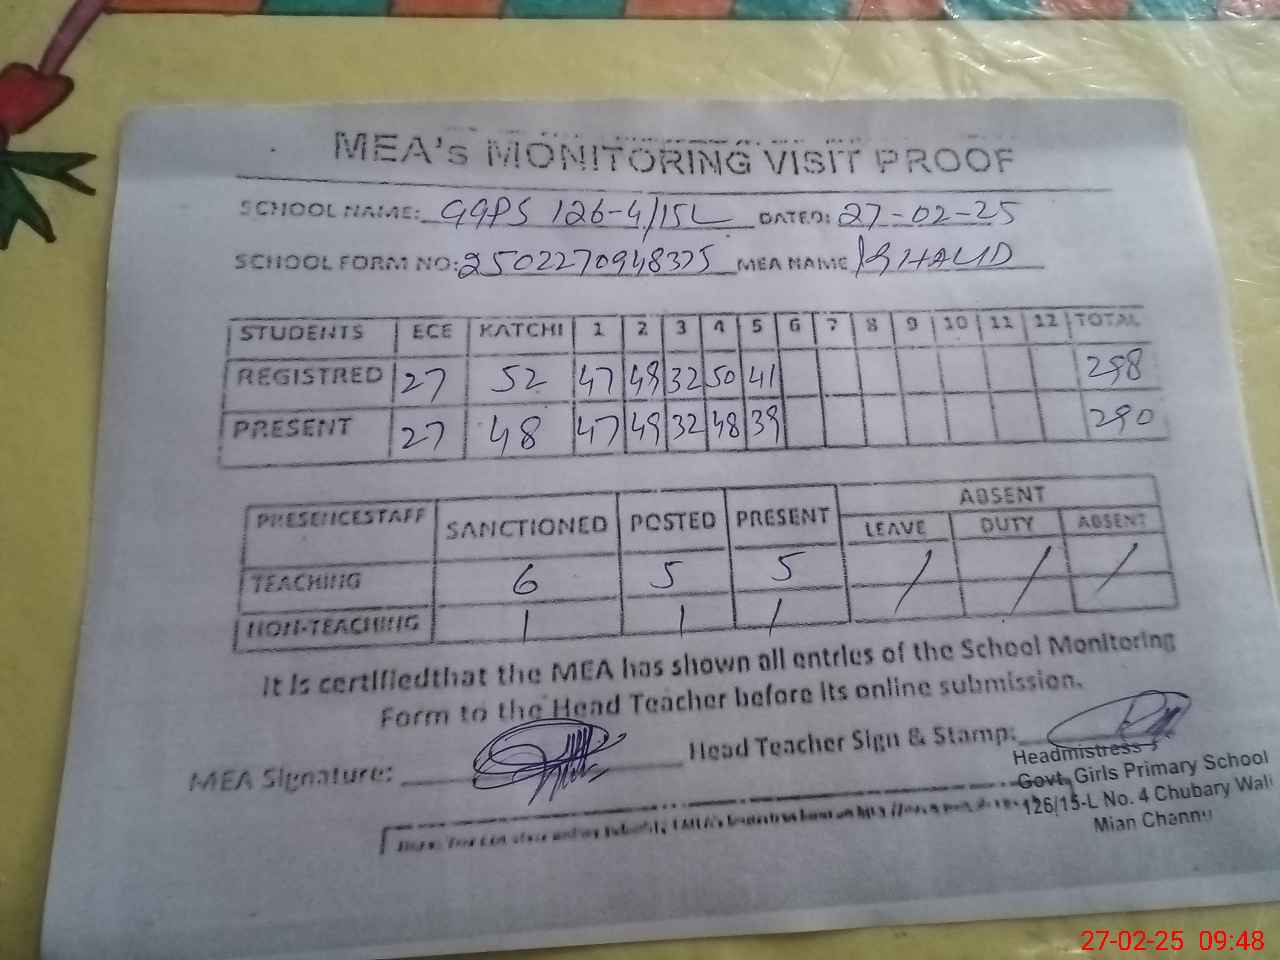 MEA's MONITORING VISIT PROOF
SCHOOL NAME: GGPS 126-4/15L DATED: 27-02-25
SCHOOL FORM NO: 2502270948375 MEA NAME KHALID
STUDENTS ECE KATCHI 1 2 3 4 5 6 7 8 9 10 11 12 TOTAL
REGISTRED 27 52 47 49 32 50 41 298
PRESENT 27 48 47 49 32 48 39 290
PRESENCESTAFF SANCTIONED POSTED PRESENT ABSENT
LEAVE DUTY ABSENT
TEACHING 6 5 5 / / /
NON-TEACHING 1 1 1
It is certifiedthat the MEA has shown all entries of the School Monitoring
Form to the Head Teacher before its online submission.
MEA Signature: Head Teacher Sign & Stamp:
Headmistress
Govt. Girls Primary School
126/15-L No. 4 Chubary Wali
Mian Channu
27-02-25 09:48